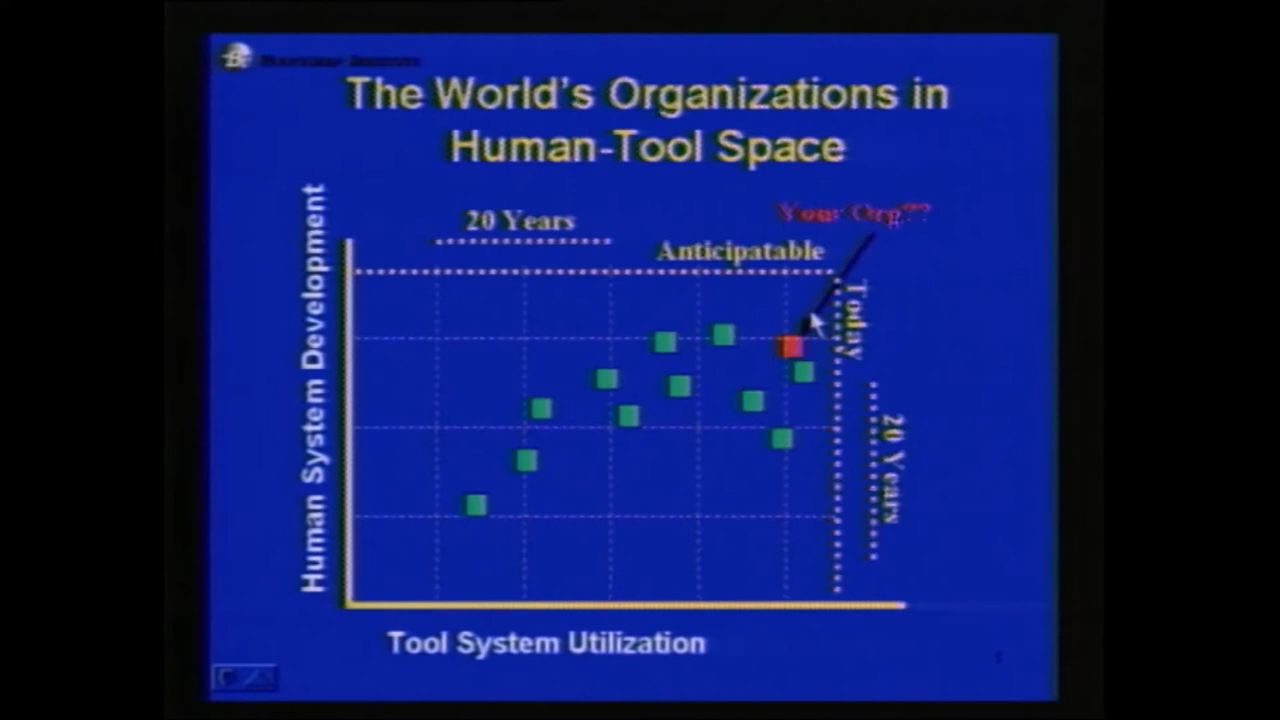 The World's Organizations in
Human-Tool Space
Human System Development
20 Years
Your Org??
Anticipatable
Today
20 Years
Tool System Utilization